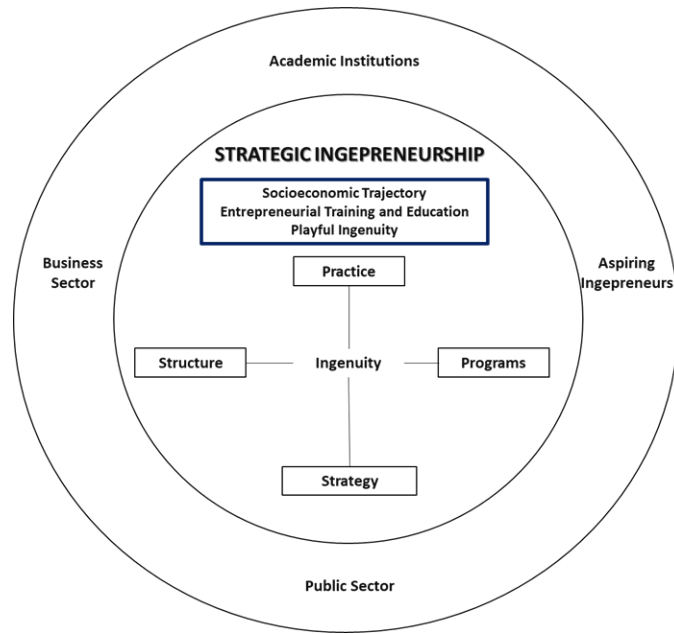 Academic Institutions
STRATEGIC INGEPRENEURSHIP
Socioeconomic Trajectory
Entrepreneurial Training and Education
Playful Ingenuity
Business
Sector
Aspiring
Ingepreneurs
Practice
Structure
Ingenuity
Programs
Strategy
Public Sector